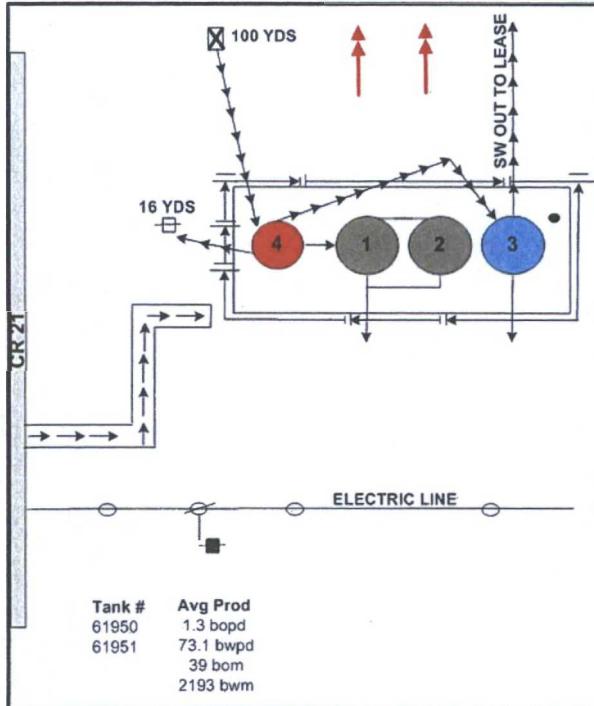 100 YDS
SW OUT TO LEASE
16 YDS
4
1
2
3
CR 21
ELECTRIC LINE
Tank # Avg Prod
61950 1.3 bopd
61951 73.1 bwpd
39 bom
2193 bwm